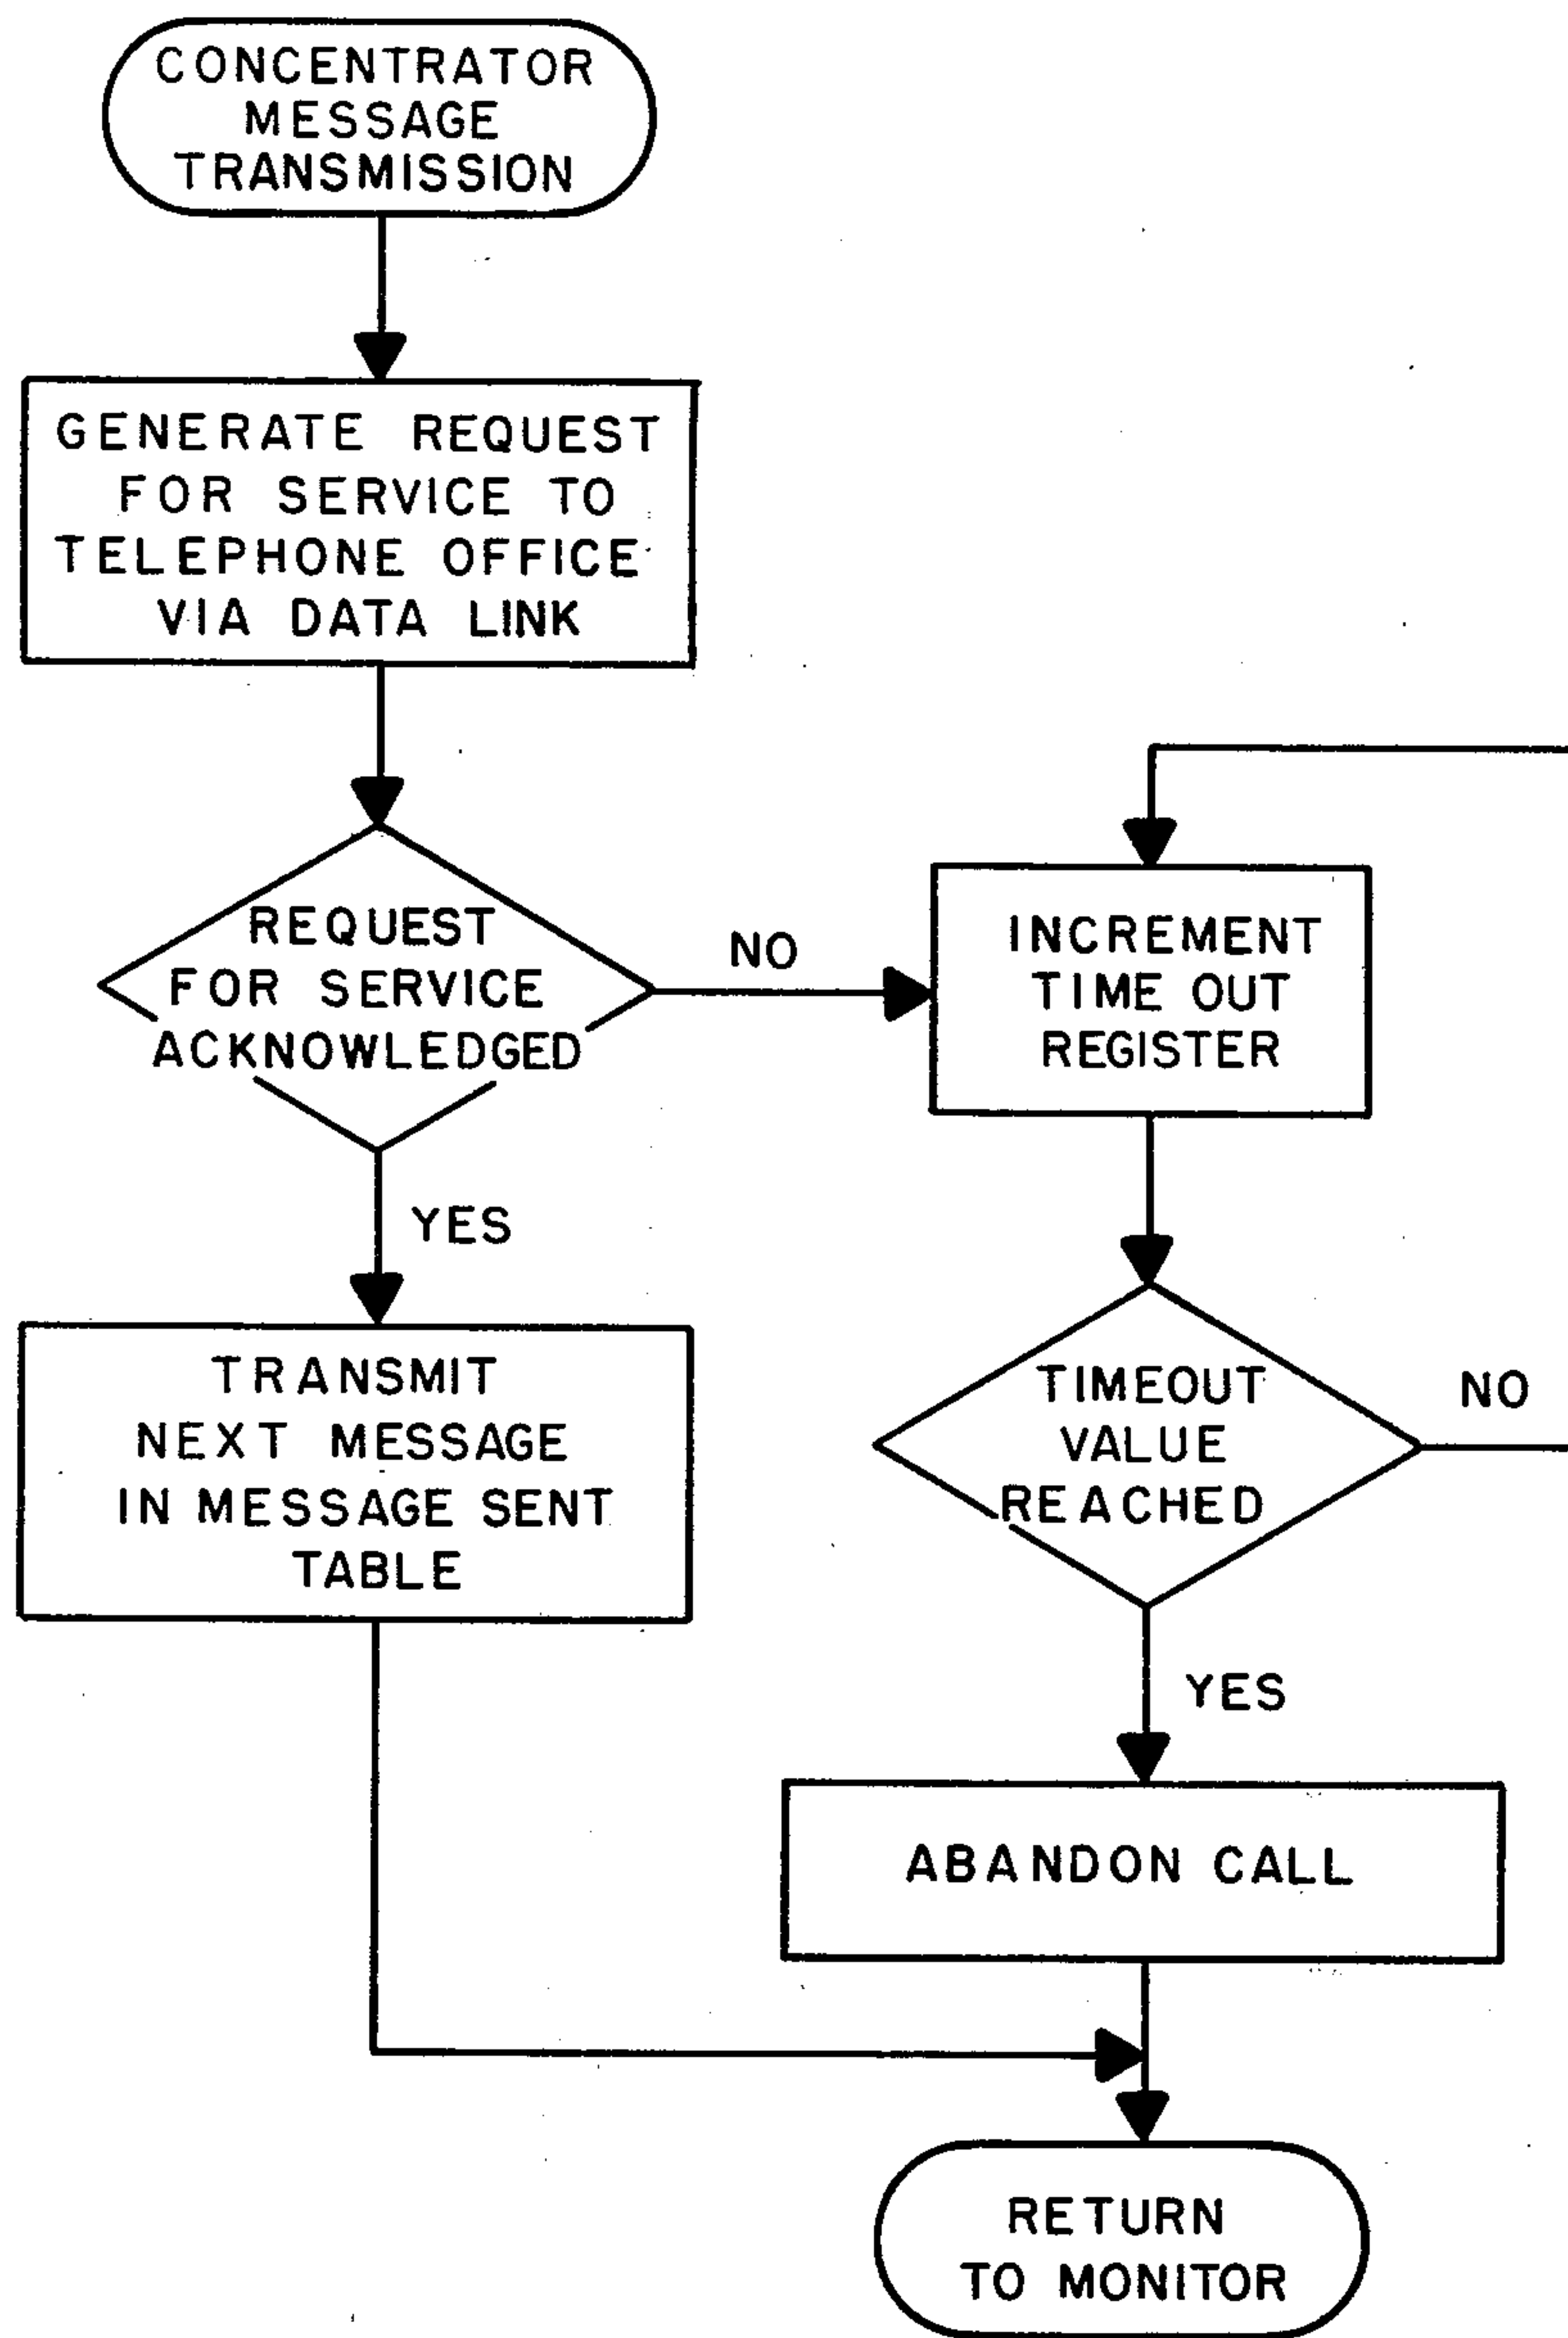 CONCENTRATOR
MESSAGE
TRANSMISSION
GENERATE REQUEST
FOR SERVICE TO
TELEPHONE OFFICE
VIA DATA LINK
REQUEST
FOR SERVICE
ACKNOWLEDGED
NO
YES
TRANSMIT
NEXT MESSAGE
IN MESSAGE SENT
TABLE
INCREMENT
TIME OUT
REGISTER
TIMEOUT
VALUE
REACHED
NO
YES
ABANDON CALL
RETURN
TO MONITOR